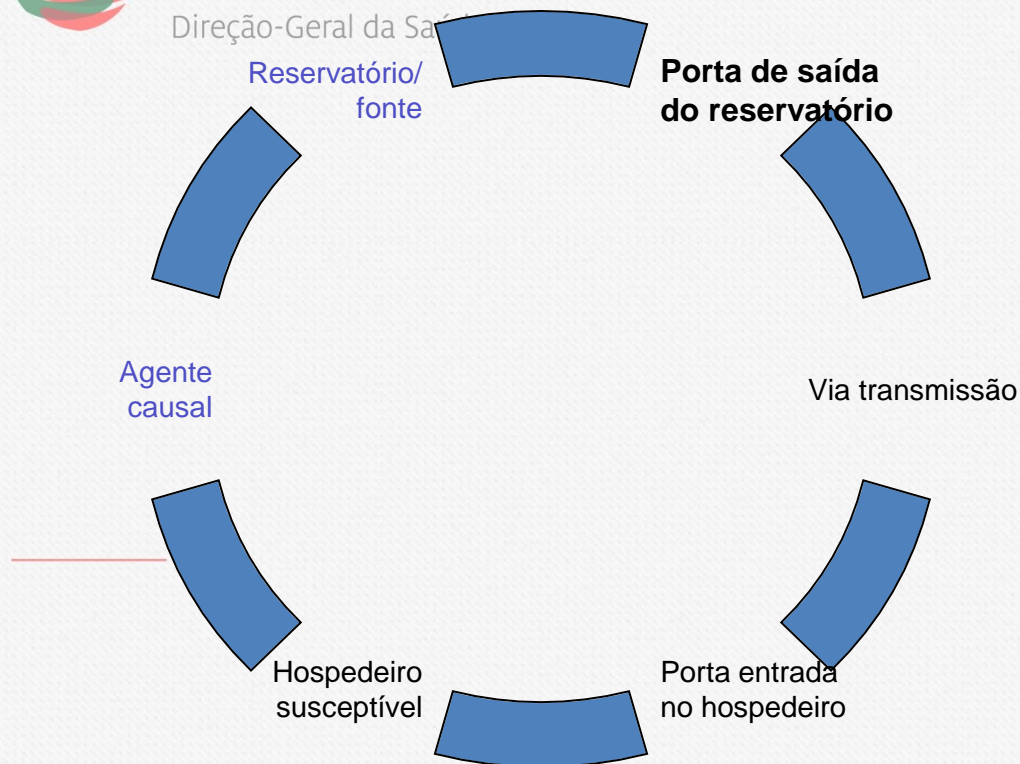 Direção-Geral da
Reservatório/
fonte
Porta de saída
do reservatório
Agente
causal
Via transmissão
Hospedeiro
susceptível
Porta entrada
no hospedeiro